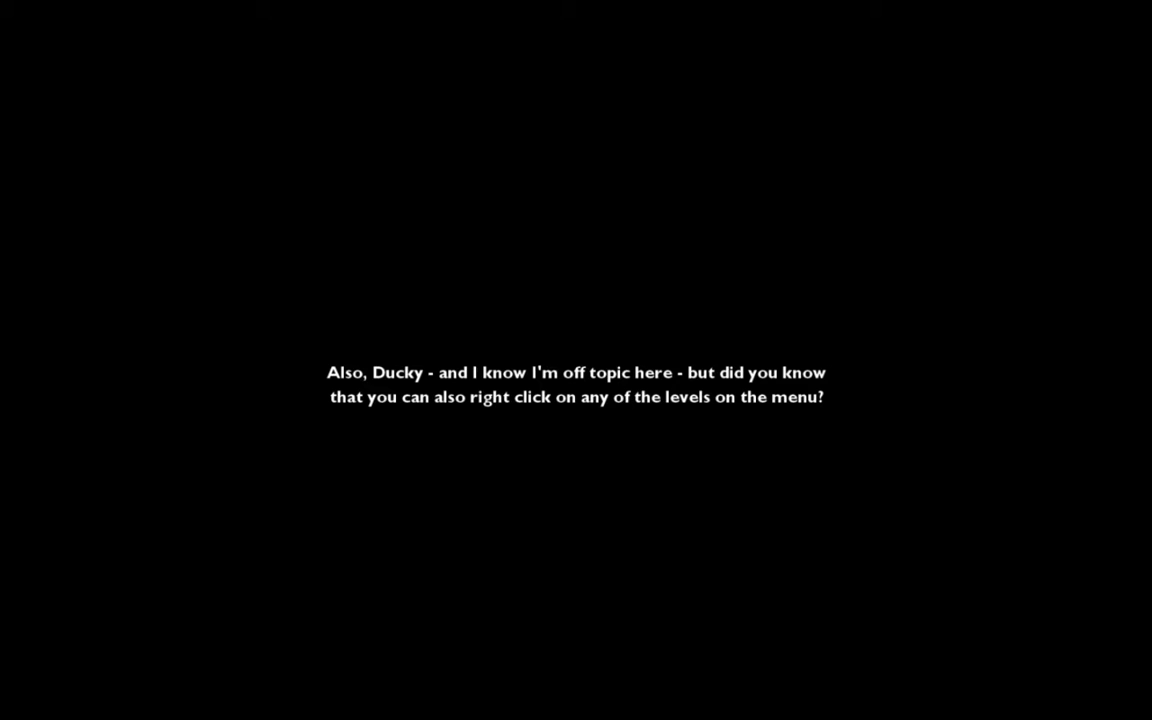 Also, Ducky - and I know I'm off topic here - but did you know
that you can also right click on any of the levels on the menu?